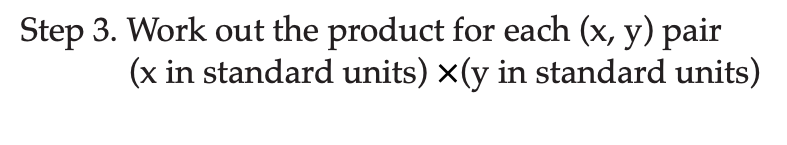 Step 3. Work out the product for each (x, y) pair
(x in standard units) ×(y in standard units)